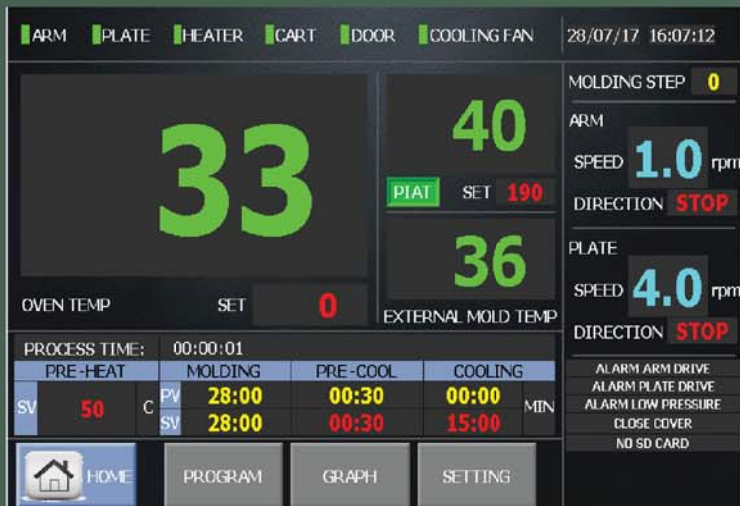 ARM PLATE HEATER CART DOOR COOLING FAN 28/07/17 16:07:12
33
OVEN TEMP SET 0
40
PIAT SET 190
36
EXTERNAL MOLD TEMP
MOLDING STEP 0
ARM
SPEED 1.0 rpm
DIRECTION STOP
PLATE
SPEED 4.0 rpm
DIRECTION STOP
PROCESS TIME: 00:00:01
PRE-HEAT MOLDING PRE-COOL COOLING
SV 50 C
PV 28:00 00:30 00:00
SV 28:00 00:30 15:00
MIN
ALARM ARM DRIVE
ALARM PLATE DRIVE
ALARM LOW PRESSURE
CLOSE COVER
NO SD CARD
HOME PROGRAM GRAPH SETTING